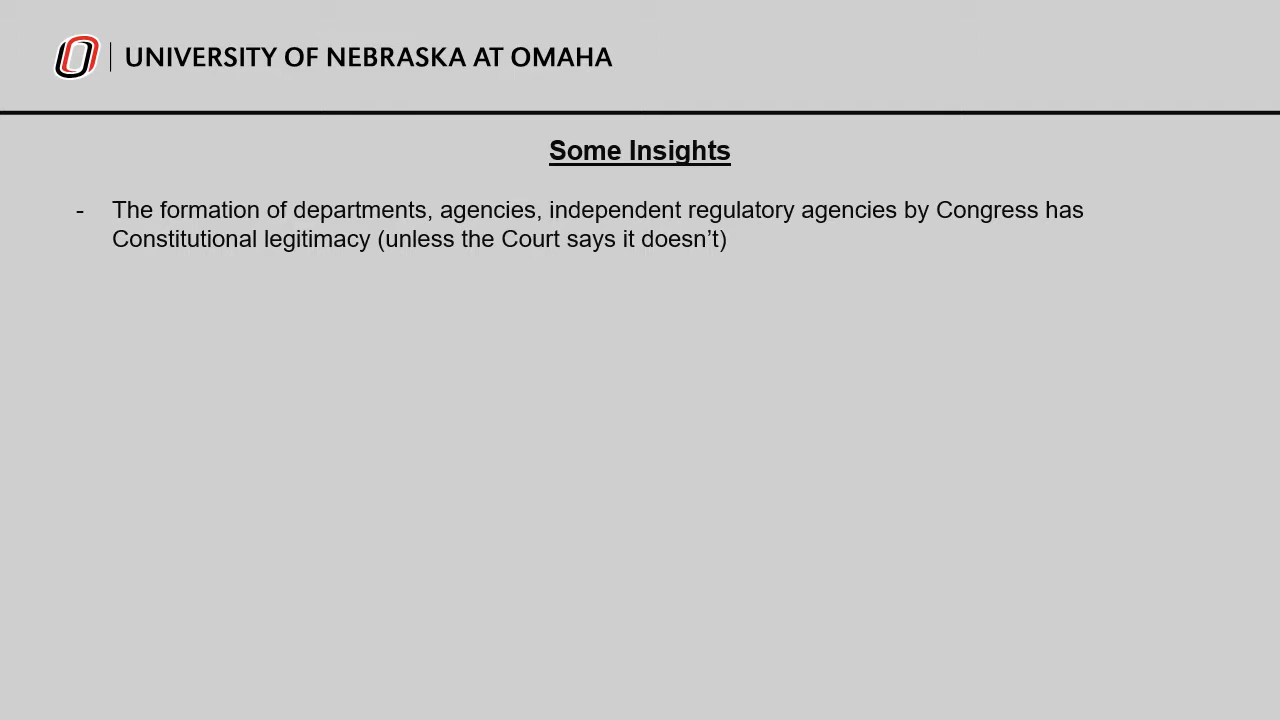 UNIVERSITY OF NEBRASKA AT OMAHA
Some Insights
- The formation of departments, agencies, independent regulatory agencies by Congress has
Constitutional legitimacy (unless the Court says it doesn’t)